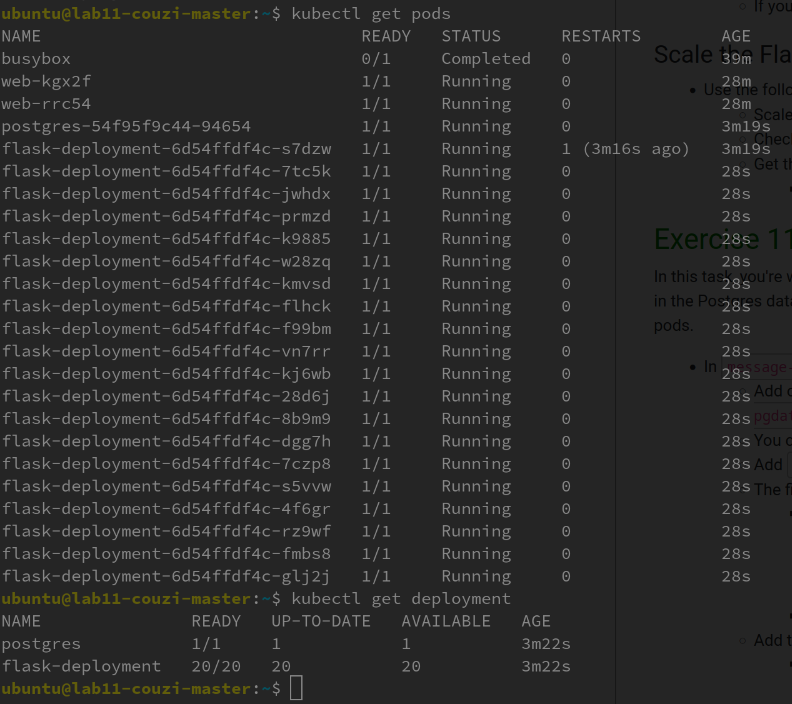 ubuntu@lab11-couzi-master:~$ kubectl get pods
NAME READY STATUS RESTARTS AGE
busybox 0/1 Completed 0 39m
web-kgx2f 1/1 Running 0 28m
web-rrc54 1/1 Running 0 28m
postgres-54f95f9c44-94654 1/1 Running 0 3m19s
flask-deployment-6d54ffdf4c-s7dzw 1/1 Running 1 (3m16s ago) 3m19s
flask-deployment-6d54ffdf4c-7tc5k 1/1 Running 0 28s
flask-deployment-6d54ffdf4c-jwhdx 1/1 Running 0 28s
flask-deployment-6d54ffdf4c-prmzd 1/1 Running 0 28s
flask-deployment-6d54ffdf4c-k9885 1/1 Running 0 28s
flask-deployment-6d54ffdf4c-w28zq 1/1 Running 0 28s
flask-deployment-6d54ffdf4c-kmvsd 1/1 Running 0 28s
flask-deployment-6d54ffdf4c-flhck 1/1 Running 0 28s
flask-deployment-6d54ffdf4c-f99bm 1/1 Running 0 28s
flask-deployment-6d54ffdf4c-vn7rr 1/1 Running 0 28s
flask-deployment-6d54ffdf4c-kj6wb 1/1 Running 0 28s
flask-deployment-6d54ffdf4c-28d6j 1/1 Running 0 28s
flask-deployment-6d54ffdf4c-8b9m9 1/1 Running 0 28s
flask-deployment-6d54ffdf4c-dgg7h 1/1 Running 0 28s
flask-deployment-6d54ffdf4c-7czp8 1/1 Running 0 28s
flask-deployment-6d54ffdf4c-s5vvw 1/1 Running 0 28s
flask-deployment-6d54ffdf4c-4f6gr 1/1 Running 0 28s
flask-deployment-6d54ffdf4c-rz9wf 1/1 Running 0 28s
flask-deployment-6d54ffdf4c-fmbs8 1/1 Running 0 28s
flask-deployment-6d54ffdf4c-glj2j 1/1 Running 0 28s
ubuntu@lab11-couzi-master:~$ kubectl get deployment
NAME READY UP-TO-DATE AVAILABLE AGE
postgres 1/1 1 1 3m22s
flask-deployment 20/20 20 20 3m22s
ubuntu@lab11-couzi-master:~$
If you
Scale the Fla
Use the follo
Scale
Check
Get th
Exercise 11
In this task, you're w
in the Postgres data
pods.
In message-
Add c
pgdat
You c
Add
The fi
Add t